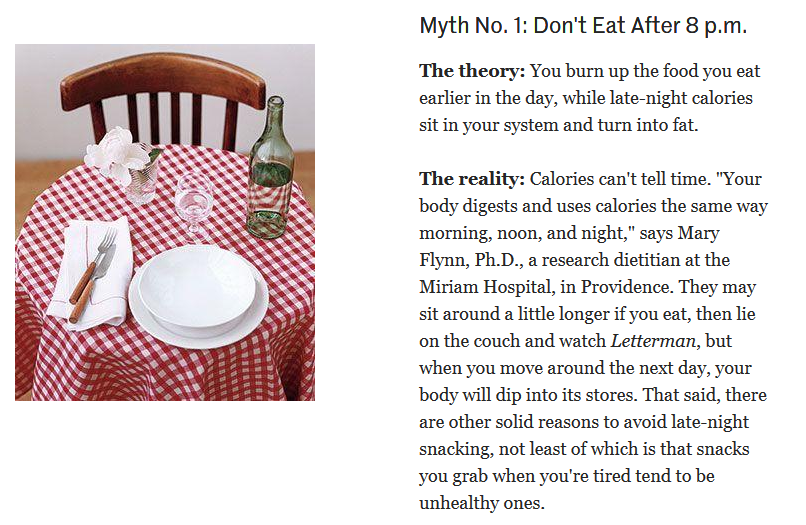 Myth No. 1: Don't Eat After 8 p.m.
The theory: You burn up the food you eat
earlier in the day, while late-night calories
sit in your system and turn into fat.
The reality: Calories can't tell time. "Your
body digests and uses calories the same way
morning, noon, and night," says Mary
Flynn, Ph.D., a research dietitian at the
Miriam Hospital, in Providence. They may
sit around a little longer if you eat, then lie
on the couch and watch Letterman, but
when you move around the next day, your
body will dip into its stores. That said, there
are other solid reasons to avoid late-night
snacking, not least of which is that snacks
you grab when you're tired tend to be
unhealthy ones.